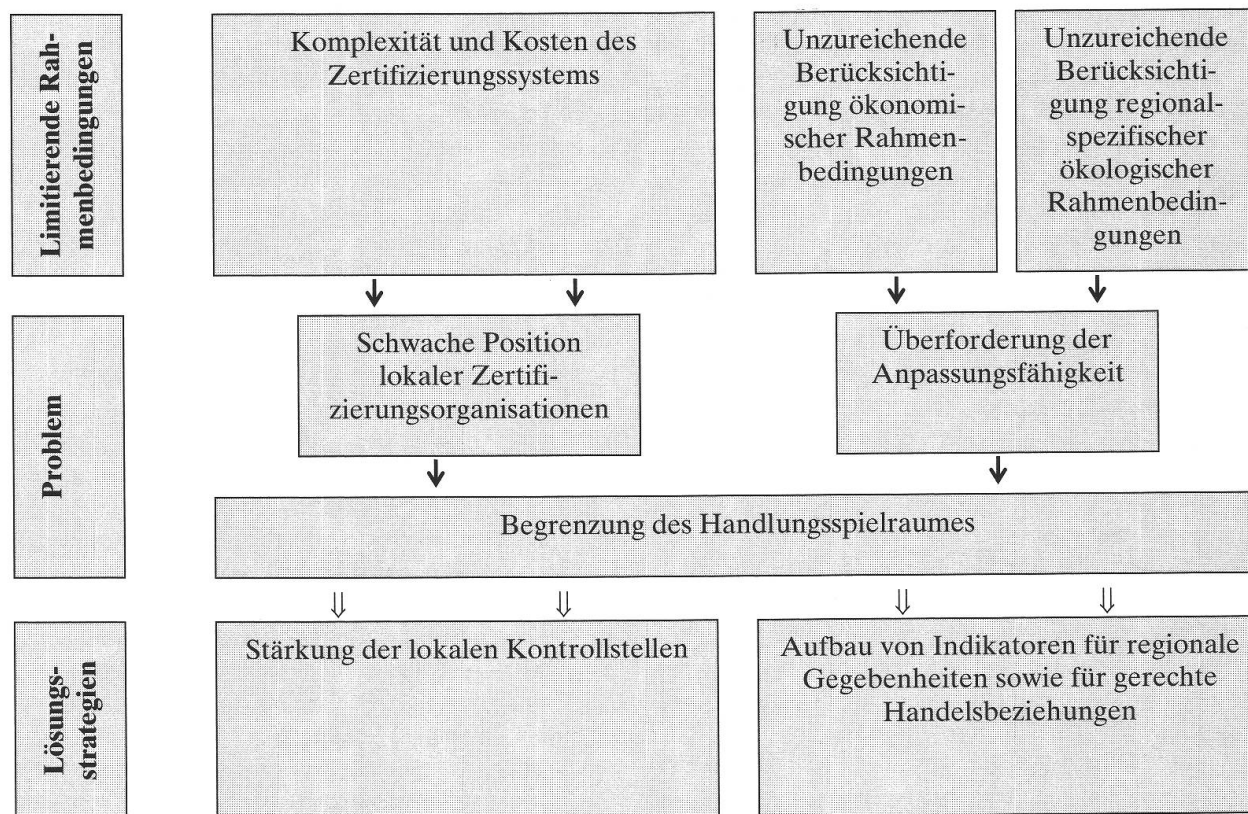 Limitierende Rah-
menbedingungen
Komplexität und Kosten des
Zertifizierungssystems
Unzureichende
Berücksichti-
gung ökonomi-
scher Rahmen-
bedingungen
Unzureichende
Berücksichti-
gung regional-
spezifischer
ökologischer
Rahmenbedin-
gungen
Problem
Schwache Position
lokaler Zertifi-
zierungsorganisationen
Überforderung der
Anpassungsfähigkeit
Begrenzung des Handlungsspielraumes
Lösungs-
strategien
Stärkung der lokalen Kontrollstellen
Aufbau von Indikatoren für regionale
Gegebenheiten sowie für gerechte
Handelsbeziehungen